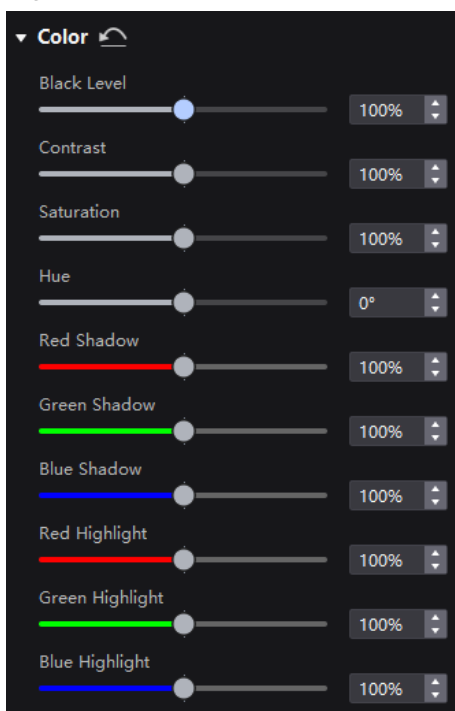 Color
Black Level
100%
Contrast
100%
Saturation
100%
Hue
0°
Red Shadow
100%
Green Shadow
100%
Blue Shadow
100%
Red Highlight
100%
Green Highlight
100%
Blue Highlight
100%